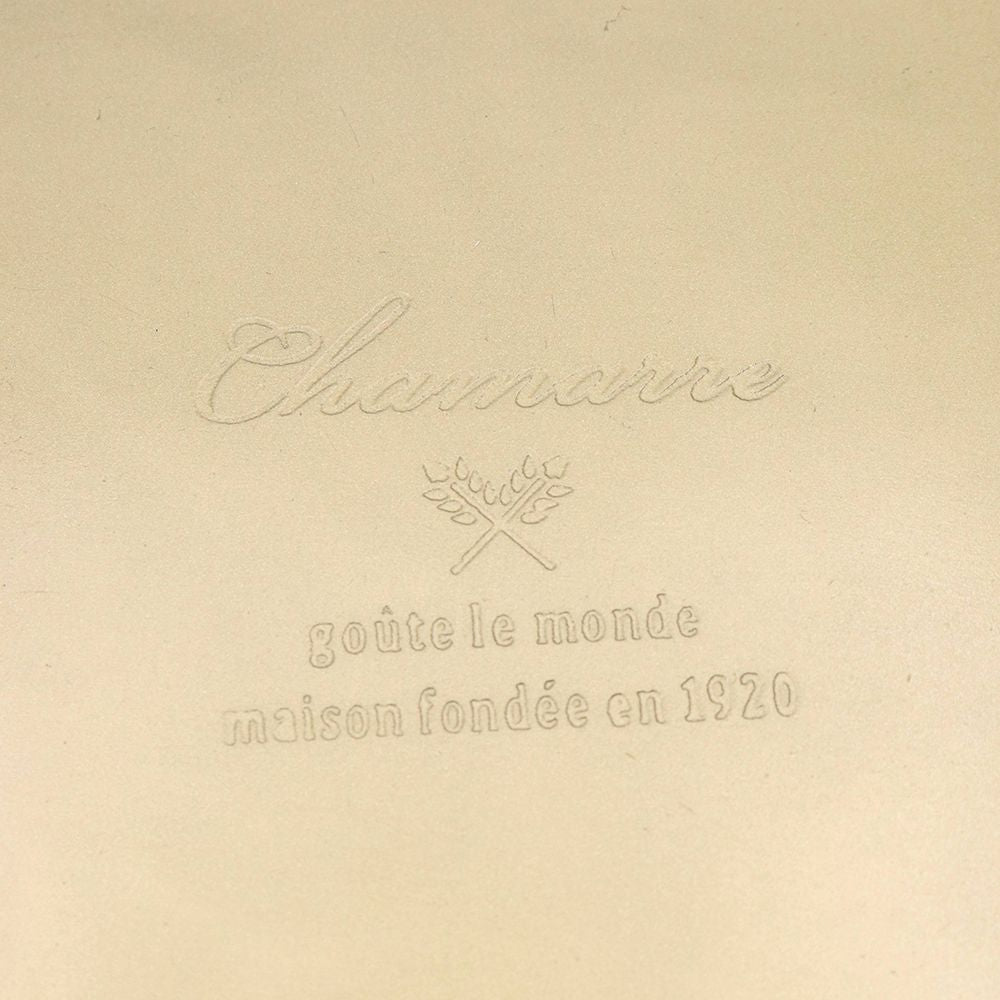 Chamarre
goûte le monde
maison fondée en 1920